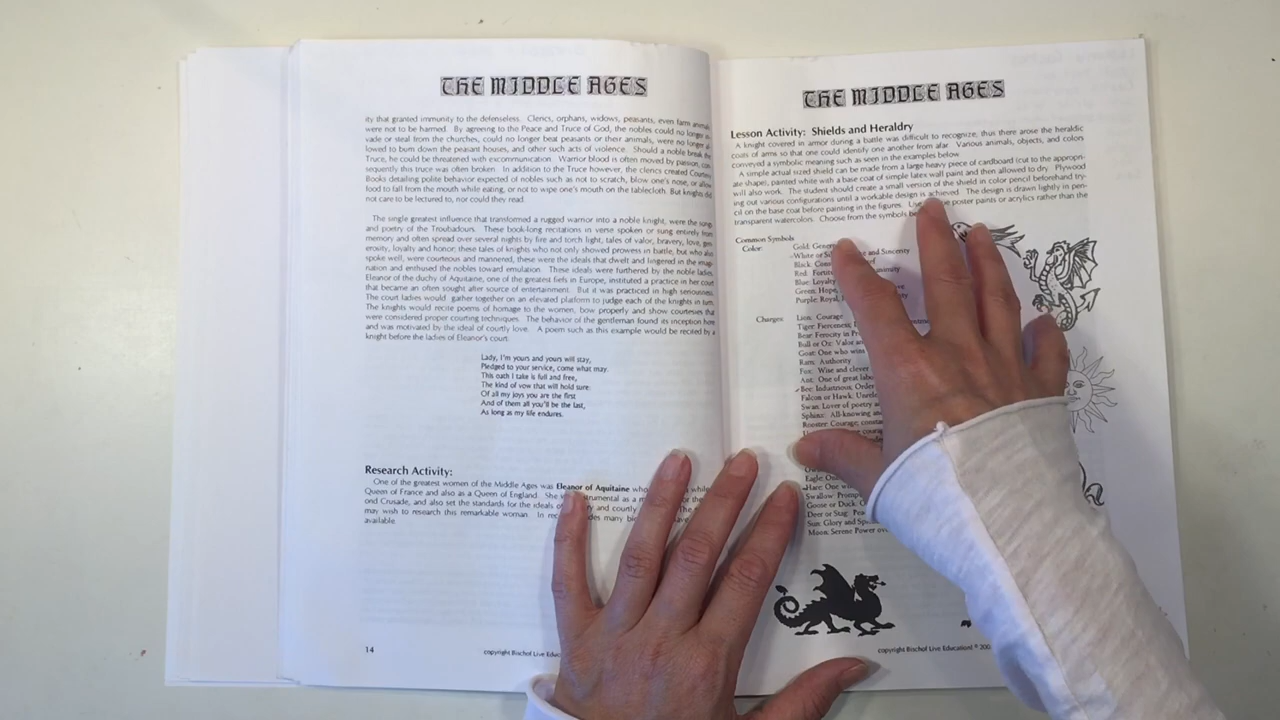 THE MIDDLE AGES
ity that granted immunity to the defenseless. Clerics, orphans, widows, peasants, even farm animals
were not to be harmed. By agreeing to the Peace and Truce of God, the nobles could no longer in-
vade or steal from the churches, could no longer beat peasants or their animals, were no longer al-
lowed to burn down the peasant houses, and other such acts of violence. Should a noble break the
Truce, he could be threatened with excommunication. Warrior blood is often moved by passion, con-
sequently this truce was often broken. In addition to the Truce however, the clerics created Courtesy
Books detailing polite behavior expected of nobles such as not to scratch, blow one's nose, or allow
food to fall from the mouth while eating, or not to wipe one's mouth on the tablecloth. But knights did
not care to be lectured to, nor could they read.
The single greatest influence that transformed a rugged warrior into a noble knight, were the songs
and poetry of the Troubadours. These book-long recitations in verse spoken or sung entirely from
memory and often spread over several nights by fire and torch light, tales of valor, bravery, love, gen-
erosity, loyalty and honor; these tales of knights who not only showed prowess in battle, but who also
spoke well, were courteous and mannered, these were the ideals that dwelt and lingered in the imagi-
nation and enthused the nobles toward emulation. These ideals were furthered by the noble ladies.
Eleanor of the duchy of Aquitaine, one of the greatest fiefs in Europe, instituted a practice in her court
that became an often sought after source of entertainment. But it was practiced in high seriousness.
The court ladies would gather together on an elevated platform to judge each of the knights in turn.
The knights would recite poems of homage to the women, bow properly and show courtesies that
were considered proper courting techniques. The behavior of the gentleman found its inception here
and was motivated by the ideal of courtly love. A poem such as this example would be recited by a
knight before the ladies of Eleanor's court.
Lady, I'm yours and yours will stay,
Pledged to your service, come what may.
This oath I take is full and free,
The kind of vow that will hold sure.
Of all my joys you are the first
And of them all you'll be the last,
As long as my life endures.
Research Activity:
One of the greatest women of the Middle Ages was Eleanor of Aquitaine who while
Queen of France and also as a Queen of England. She the
ond Crusade, and also set the standards for the ideals of and courtly
may wish to research this remarkable woman. In
available.
14
copyright Bischof Live
THE MIDDLE AGES
Lesson Activity: Shields and Heraldry
A knight covered in armor during a battle was difficult to recognize, thus there arose the heraldic
coats of arms so that one could identify one another from afar. Various animals, objects, and colors
conveyed a symbolic meaning such as seen in the examples below.
A simple actual sized shield can be made from a large heavy piece of cardboard (cut to the appropri-
ate shape), painted white with a base coat of simple latex wall paint and then allowed to dry. Plywood
will also work. The student should create a small version of the shield in color pencil beforehand try-
ing out various configurations until a workable design is achieved. The design is drawn lightly in pen-
cil on the base coat before painting in the figures. Use poster paints or acrylics rather than the
transparent watercolors. Choose from the symbols
Common Symbols
Color: Gold:
White or and Sincerity
Black:
Red:
Blue: Loyalty
Green: Hope,
Purple: Royal,
Charges: Lion: Courage
Tiger: Fierceness;
Bear: Ferocity in
Bull or Ox: Valor
Goat: One who wins
Ram: Authority
Fox: Wise and clever
Ant: One of great
Bee: Industrious; Order
Falcon or Hawk:
Swan: Lover of poetry
Sphinx: All-knowing
Rooster: Courage;
Eagle:
Hare: One
Swallow:
Goose or Duck:
Deer or Stag:
Sun: Glory and
Moon: Serene Power
copyright Bischof Live Education! ©